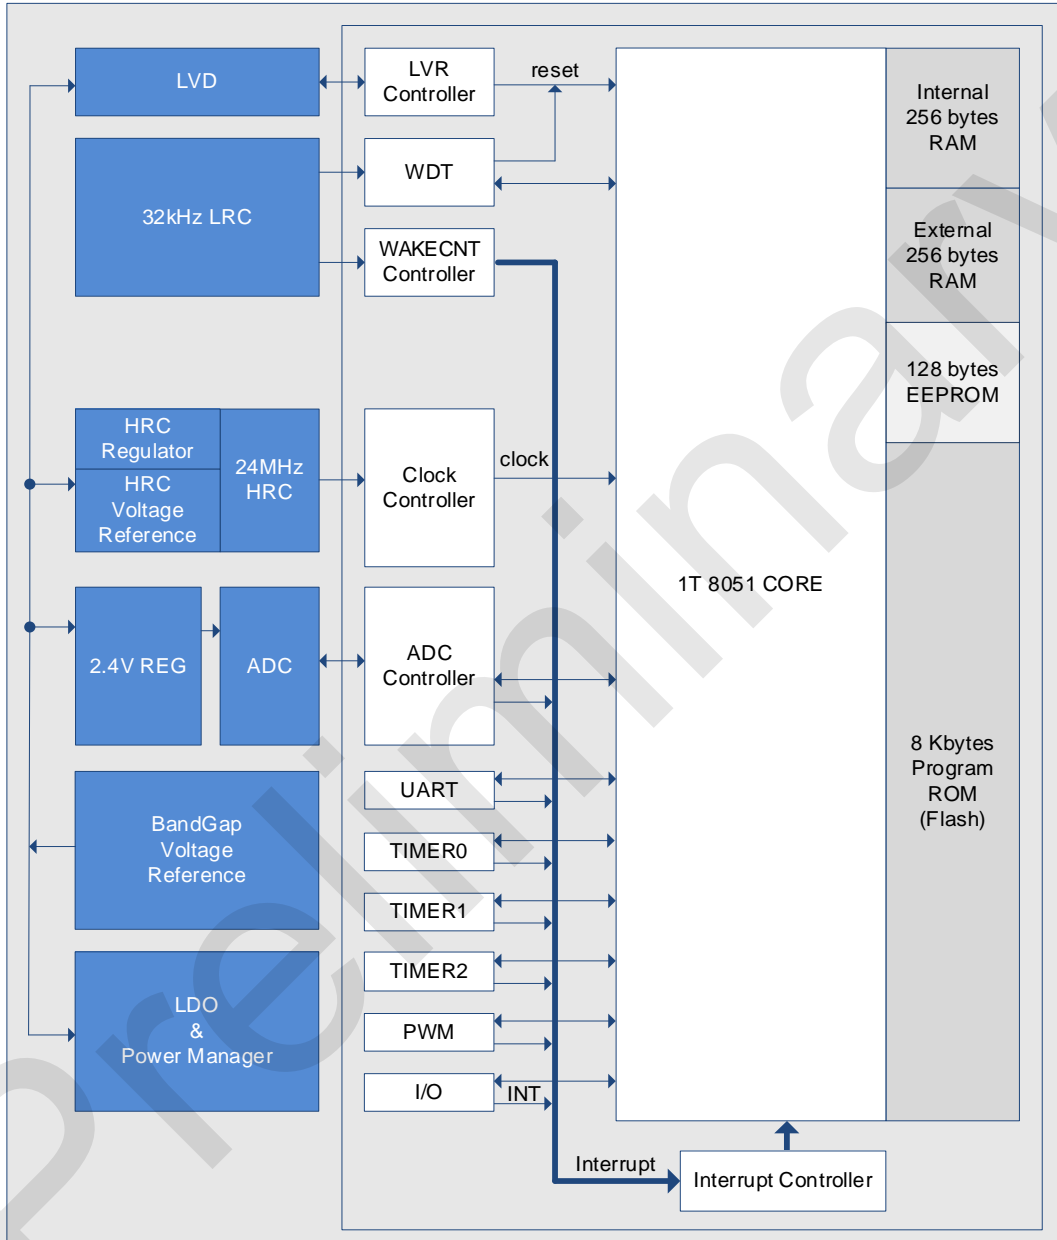 LVD
LVR
Controller
reset
Internal
256 bytes
RAM
32kHz LRC
WDT
WAKECNT
Controller
External
256 bytes
RAM
128 bytes
EEPROM
HRC
Regulator
HRC
Voltage
Reference
24MHz
HRC
Clock
Controller
clock
1T 8051 CORE
2.4V REG
ADC
ADC
Controller
8 Kbytes
Program
ROM
(Flash)
UART
BandGap
Voltage
Reference
TIMER0
TIMER1
TIMER2
LDO
&
Power Manager
PWM
I/O
INT
Interrupt
Interrupt Controller
Preliminary